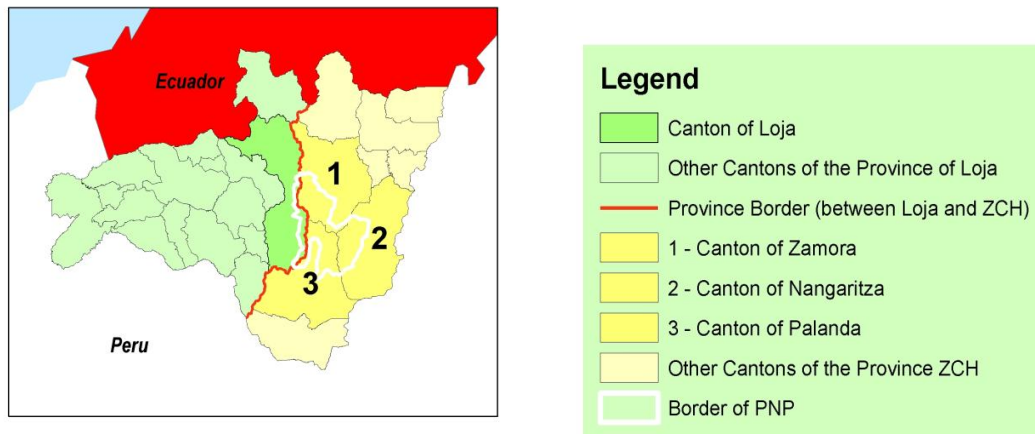 Ecuador
1
2
3
Peru
Legend
Canton of Loja
Other Cantons of the Province of Loja
Province Border (between Loja and ZCH)
1 - Canton of Zamora
2 - Canton of Nangaritza
3 - Canton of Palanda
Other Cantons of the Province ZCH
Border of PNP